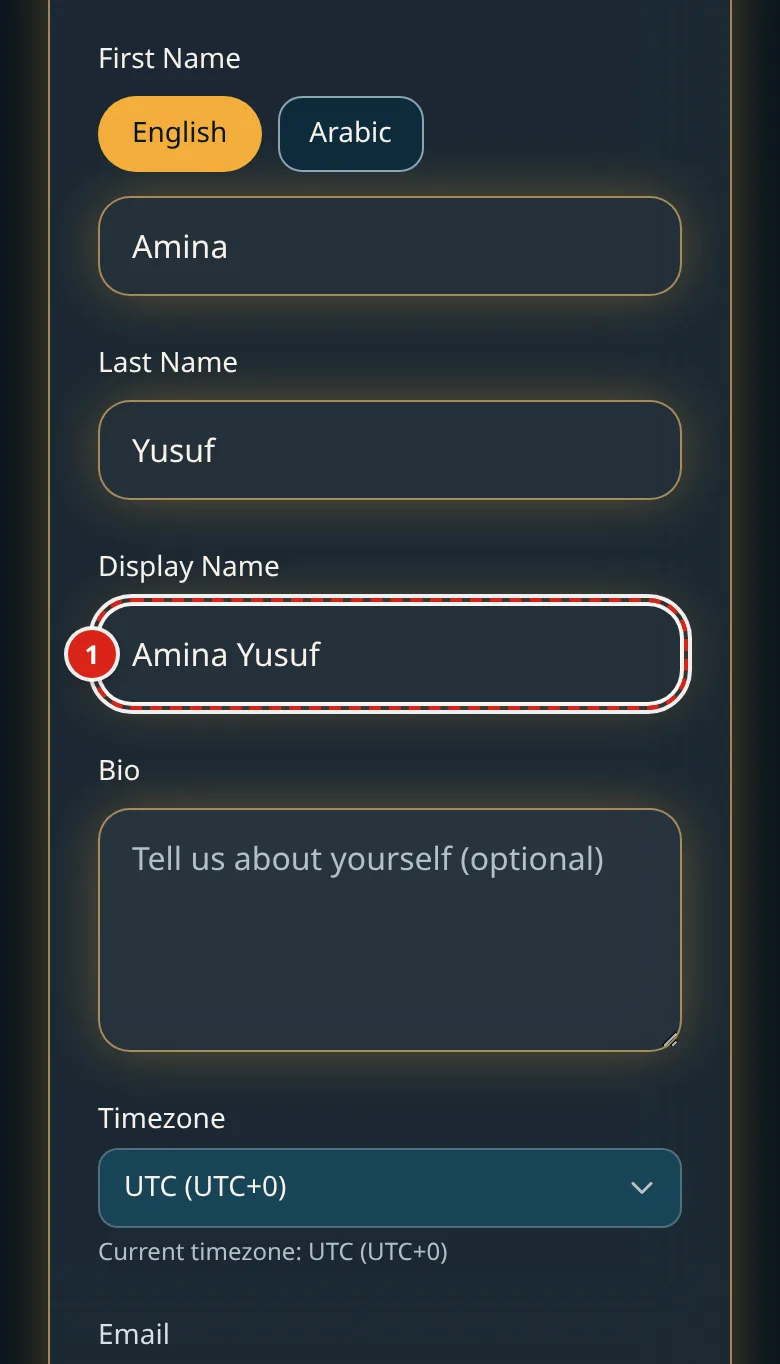 First Name
English Arabic
Amina
Last Name
Yusuf
Display Name
1 Amina Yusuf
Bio
Tell us about yourself (optional)
Timezone
UTC (UTC+0)
Current timezone: UTC (UTC+0)
Email